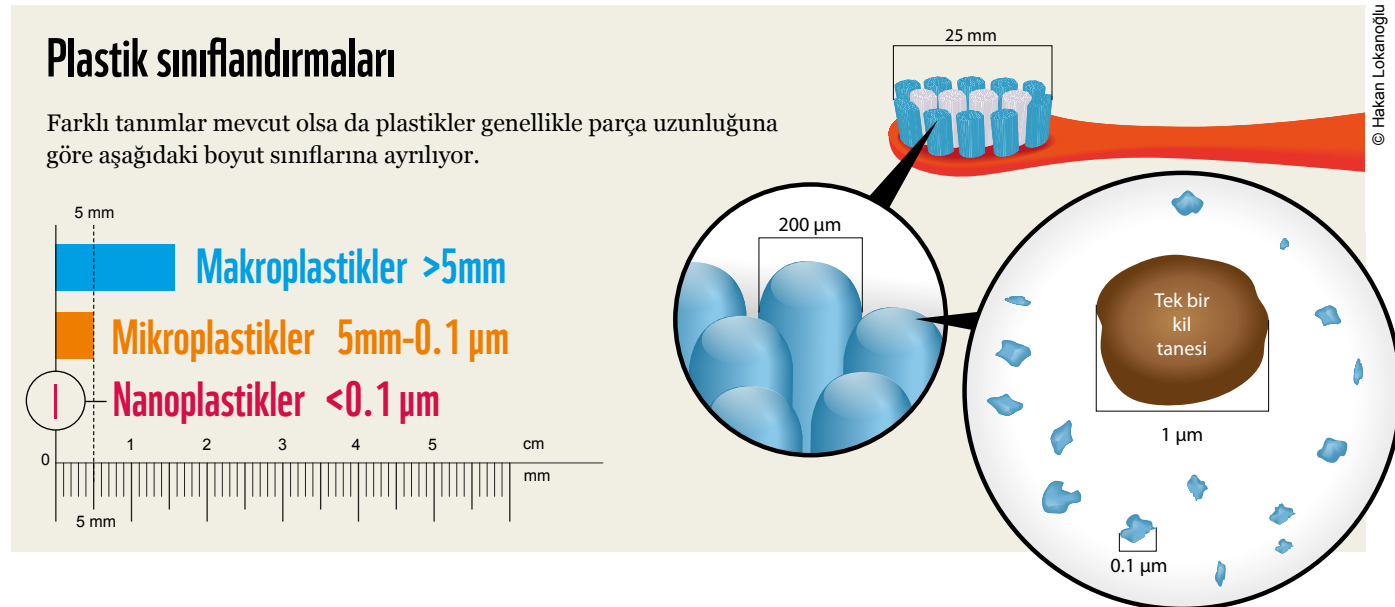 Plastik sınıflandırmaları
Farklı tanımlar mevcut olsa da plastikler genellikle parça uzunluğuna
göre aşağıdaki boyut sınıflarına ayrılıyor.
5 mm
Makroplastikler >5mm
Mikroplastikler 5mm-0.1 µm
Nanoplastikler <0.1 µm
0 1 2 3 4 5 cm
mm
5 mm
25 mm
200 µm
Tek bir
kil
tanesi
1 µm
0.1 µm
© Hakan Lokanoğlu